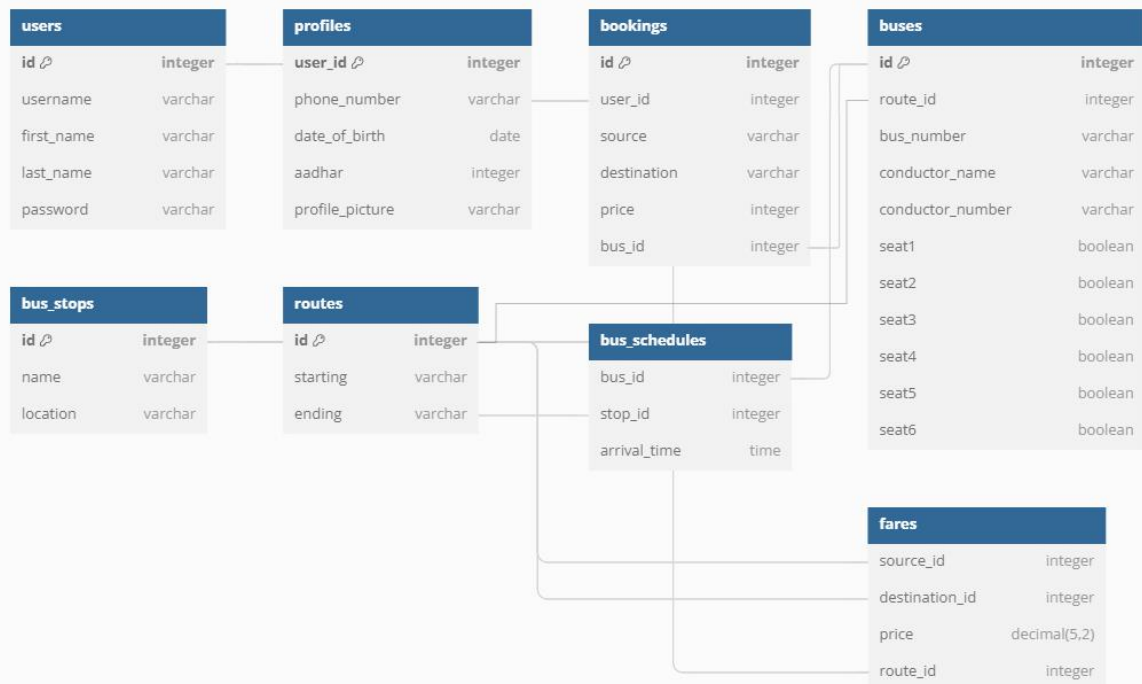 users
id integer
username varchar
first_name varchar
last_name varchar
password varchar
profiles
user_id integer
phone_number varchar
date_of_birth date
aadhar integer
profile_picture varchar
bookings
id integer
user_id integer
source varchar
destination varchar
price integer
bus_id integer
buses
id integer
route_id integer
bus_number varchar
conductor_name varchar
conductor_number varchar
seat1 boolean
seat2 boolean
seat3 boolean
seat4 boolean
seat5 boolean
seat6 boolean
bus_stops
id integer
name varchar
location varchar
routes
id integer
starting varchar
ending varchar
bus_schedules
bus_id integer
stop_id integer
arrival_time time
fares
source_id integer
destination_id integer
price decimal(5,2)
route_id integer